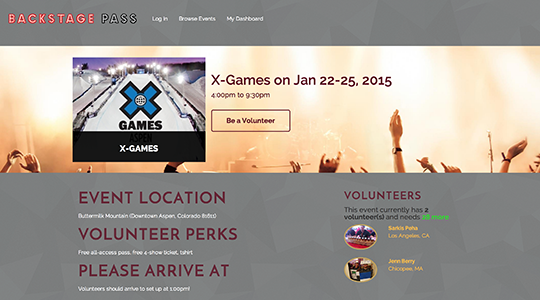 BACKSTAGE PASS
Log In Browse Events My Dashboard
X-Games on Jan 22-25, 2015
4:00pm to 9:30pm
Be a Volunteer
X GAMES
ASPEN
X-GAMES
EVENT LOCATION
Buttermilk Mountain (Downtown Aspen, Colorado 81611)
VOLUNTEER PERKS
Free all-access pass, free 4-show ticket, tshirt
PLEASE ARRIVE AT
Volunteers should arrive to set up at 1:00pm!
VOLUNTEERS
This event currently has 2
volunteer(s) and needs more
Sarkis Peha
Los Angeles, CA
Jenn Berry
Chicopee, MA